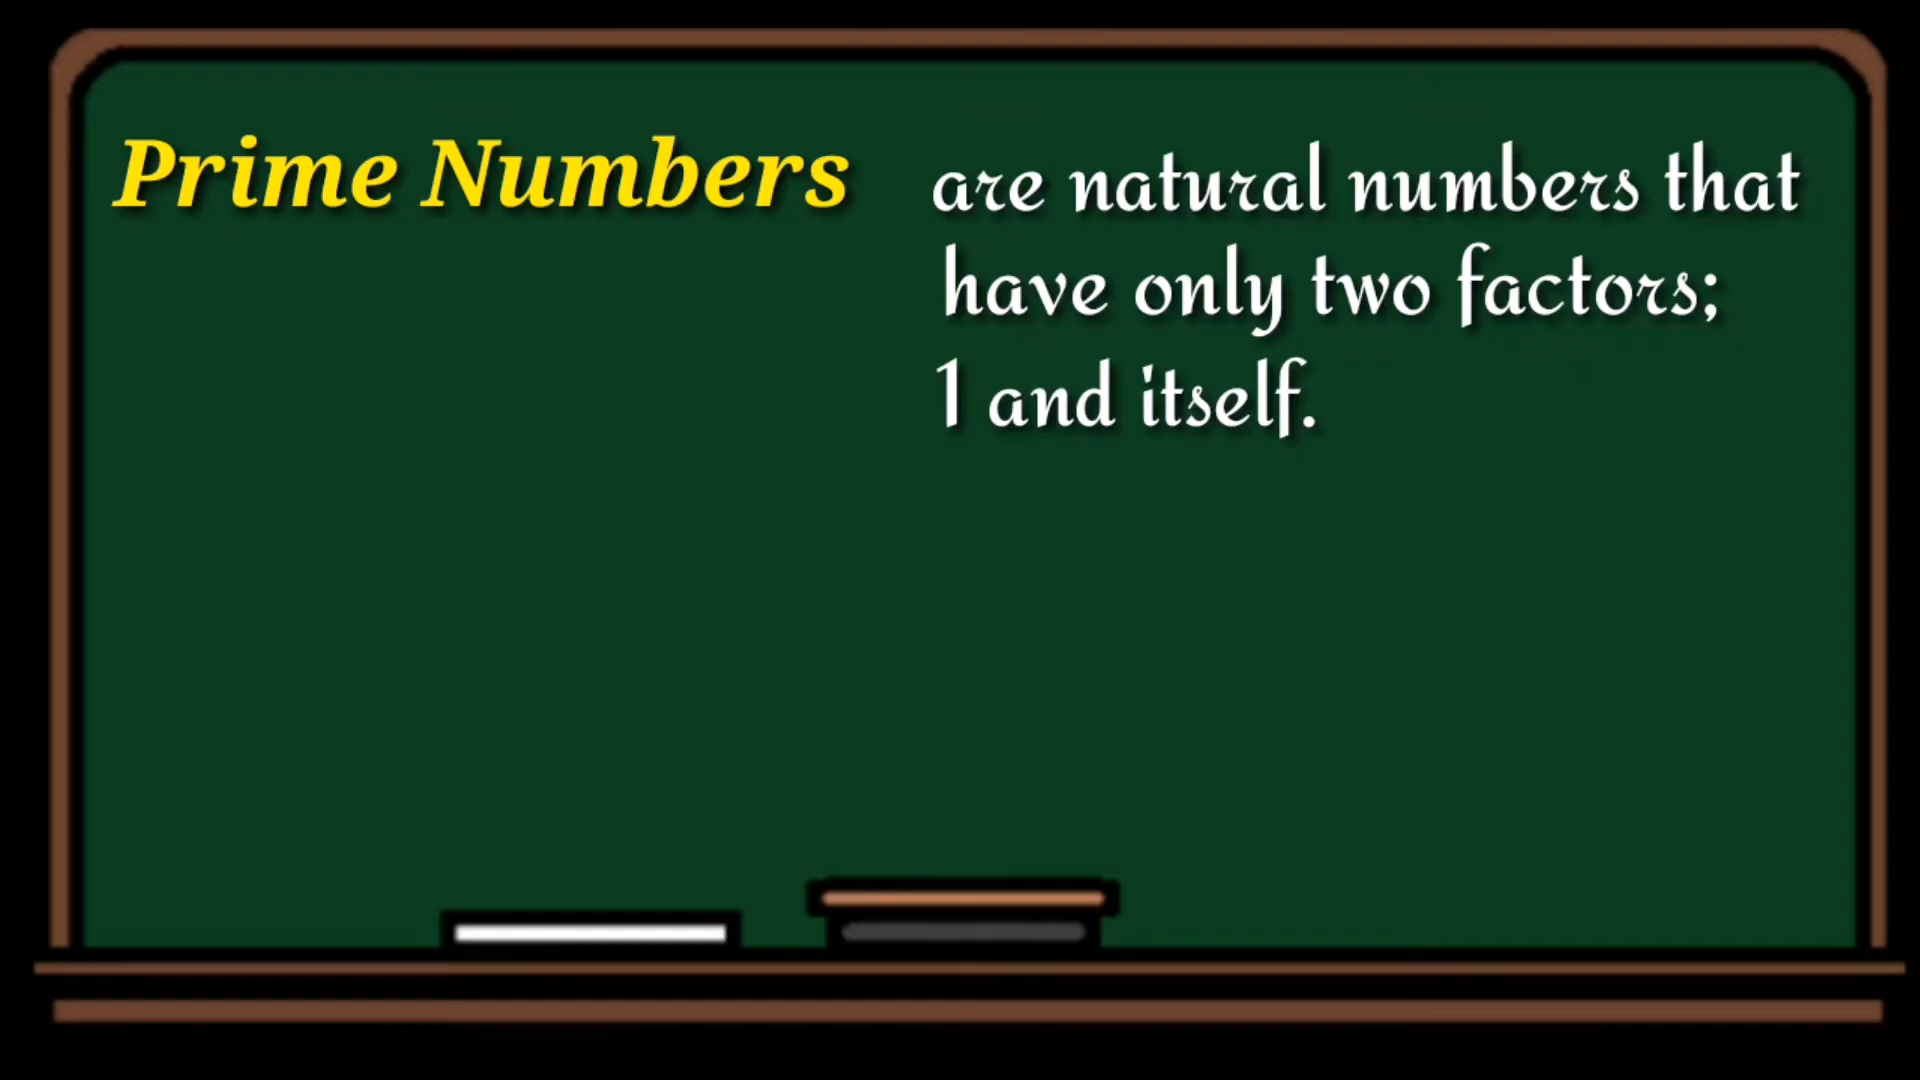 Prime Numbers are natural numbers that
have only two factors;
1 and itself.